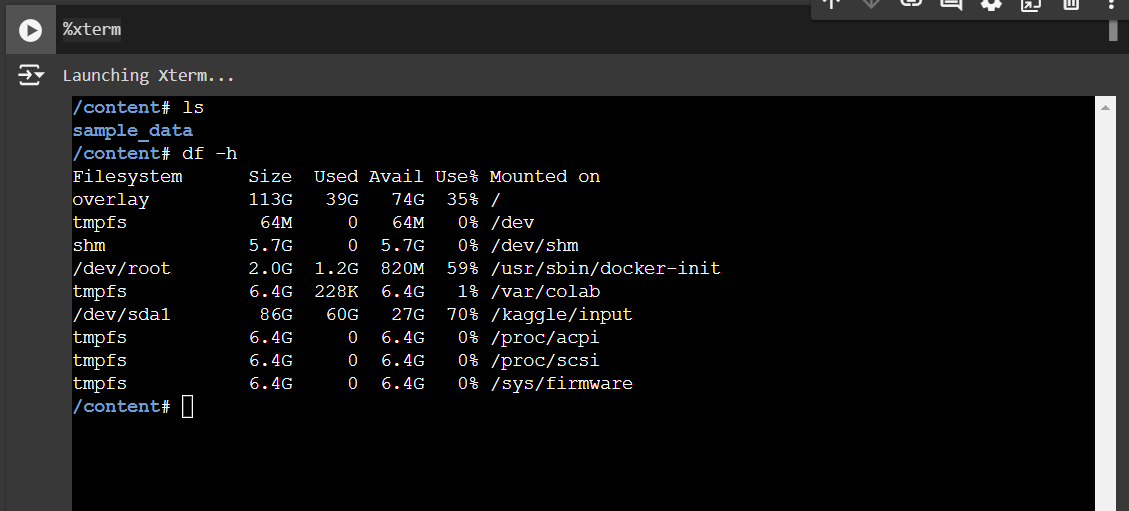 %xterm
Launching Xterm...
/content# ls
sample_data
/content# df -h
Filesystem      Size  Used Avail Use% Mounted on
overlay         113G   39G   74G  35% /
tmpfs            64M     0   64M   0% /dev
shm             5.7G     0  5.7G   0% /dev/shm
/dev/root       2.0G  1.2G  820M  59% /usr/sbin/docker-init
tmpfs           6.4G  228K  6.4G   1% /var/colab
/dev/sda1        86G   60G   27G  70% /kaggle/input
tmpfs           6.4G     0  6.4G   0% /proc/acpi
tmpfs           6.4G     0  6.4G   0% /proc/scsi
tmpfs           6.4G     0  6.4G   0% /sys/firmware
/content#